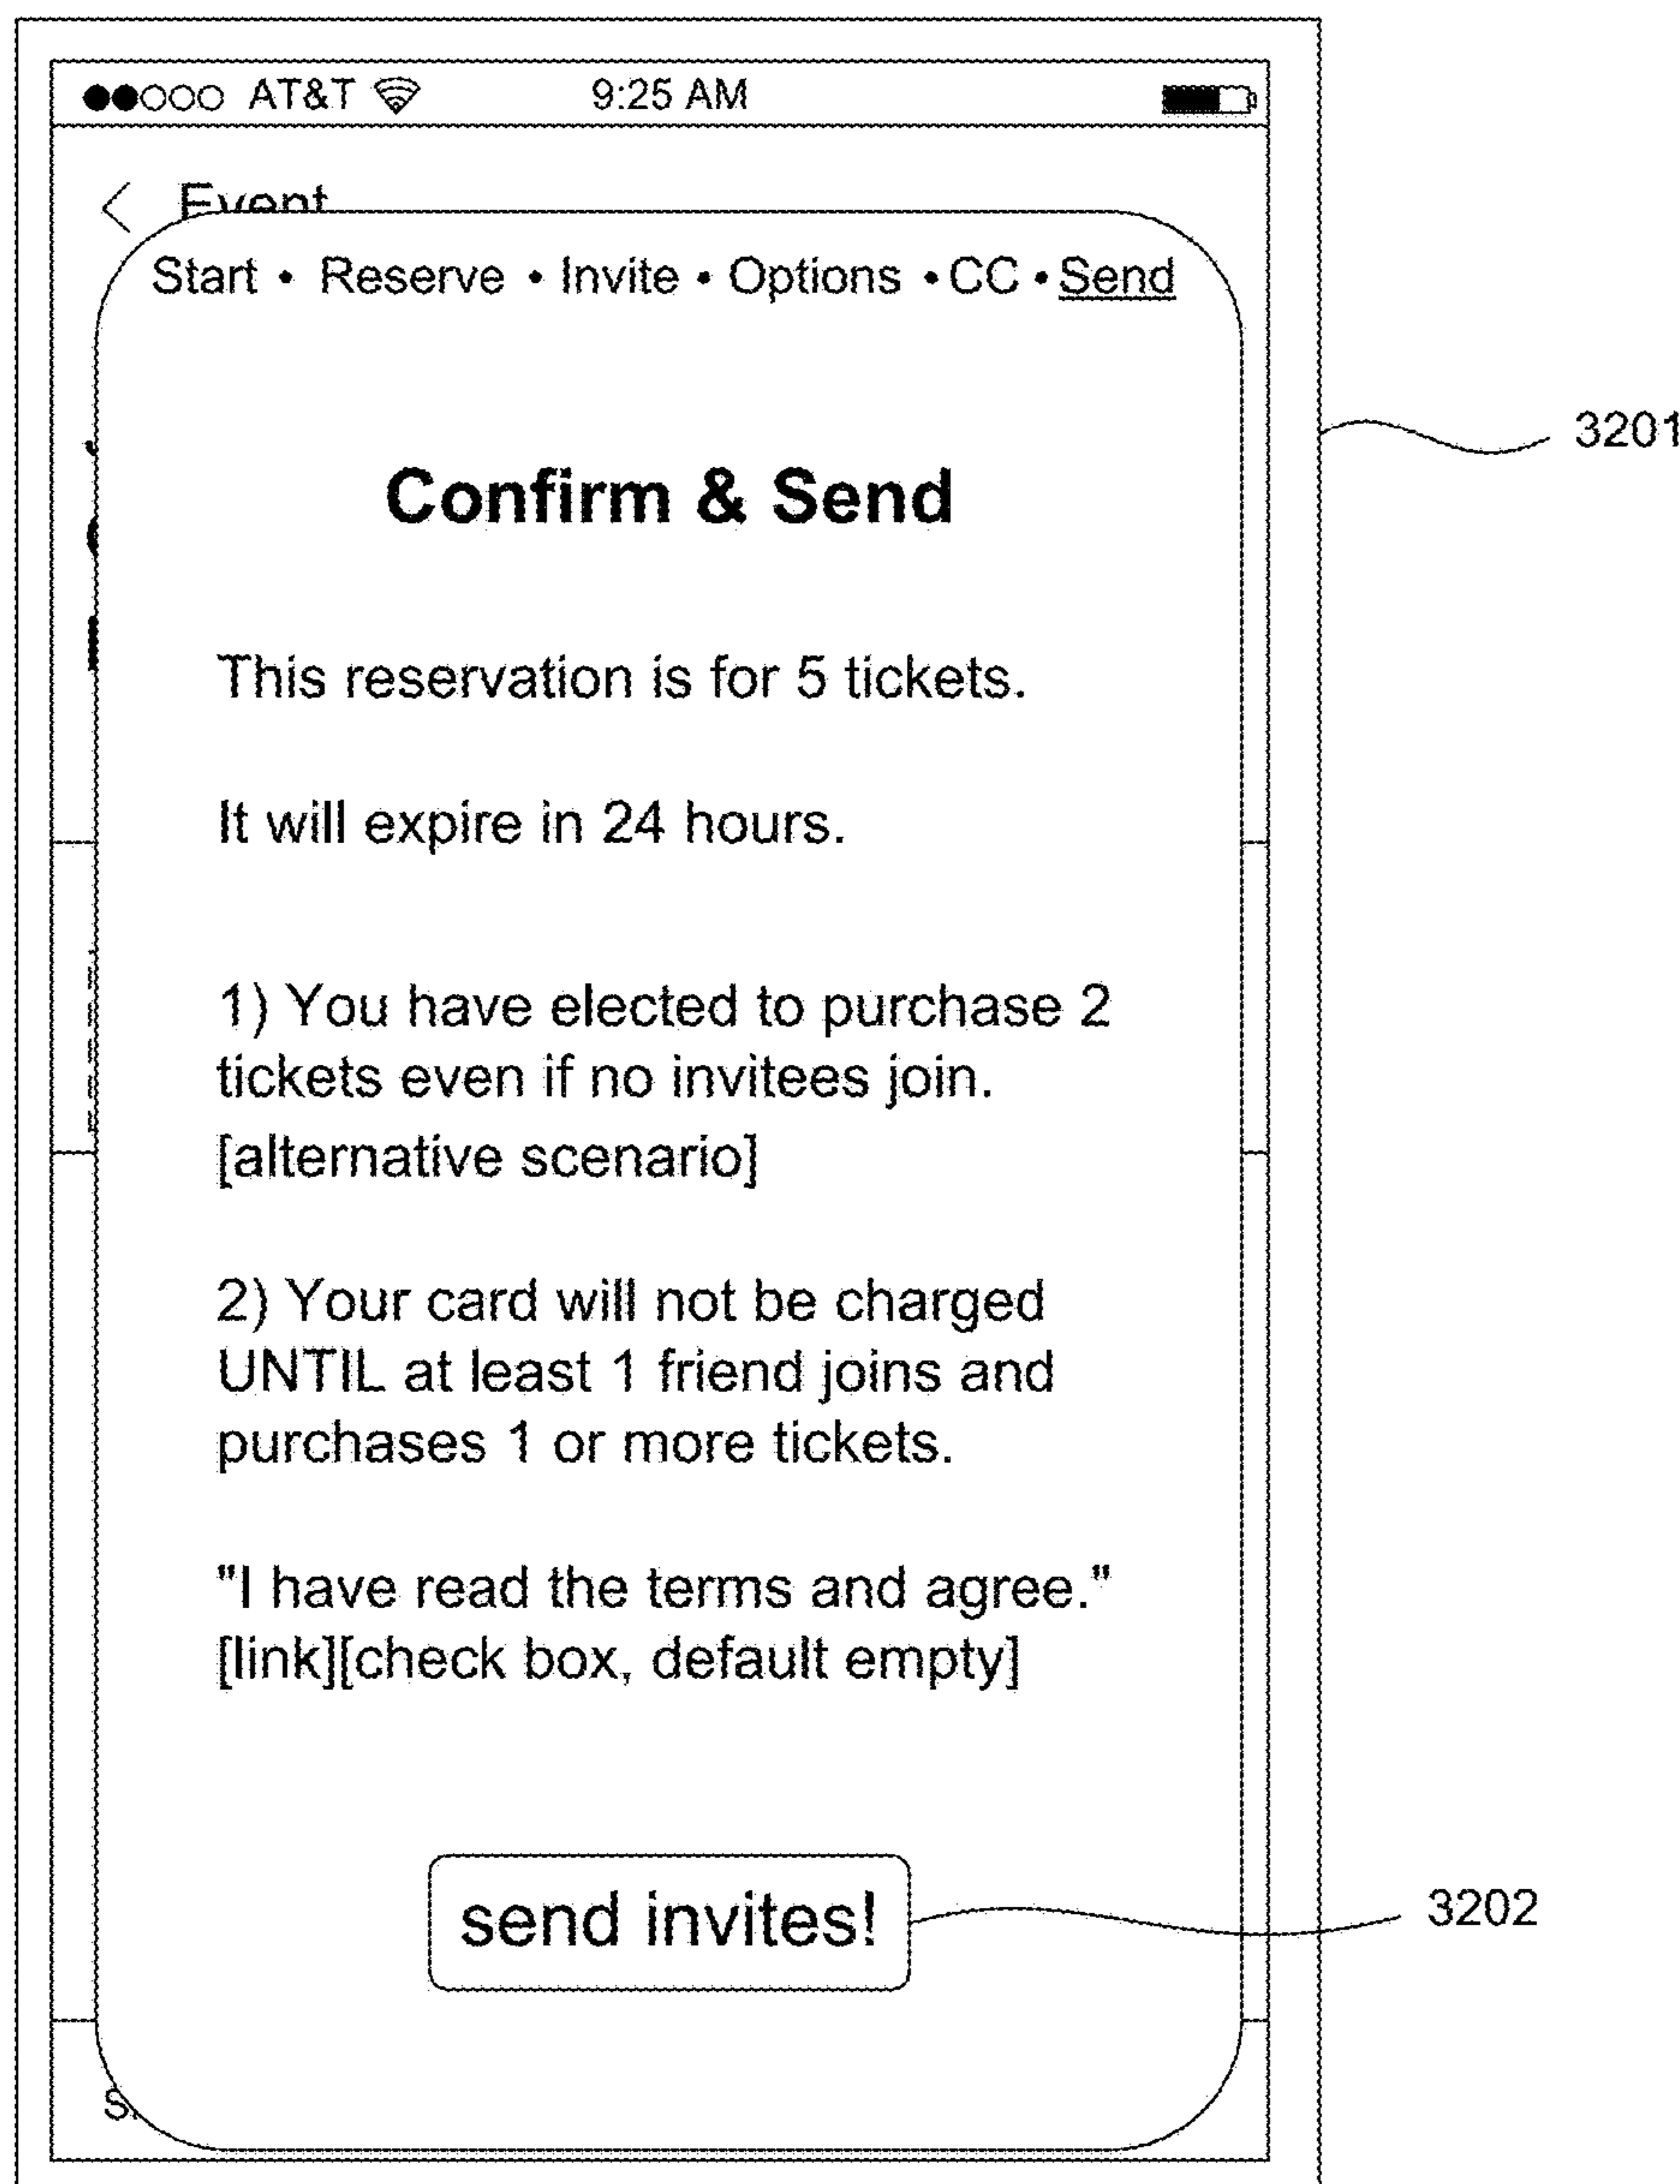 AT&T 9:25 AM
Event
Start • Reserve • Invite • Options • CC • Send
3201
Confirm & Send
This reservation is for 5 tickets.
It will expire in 24 hours.
1) You have elected to purchase 2
tickets even if no invitees join.
[alternative scenario]
2) Your card will not be charged
UNTIL at least 1 friend joins and
purchases 1 or more tickets.
"I have read the terms and agree."
[link][check box, default empty]
send invites!
3202